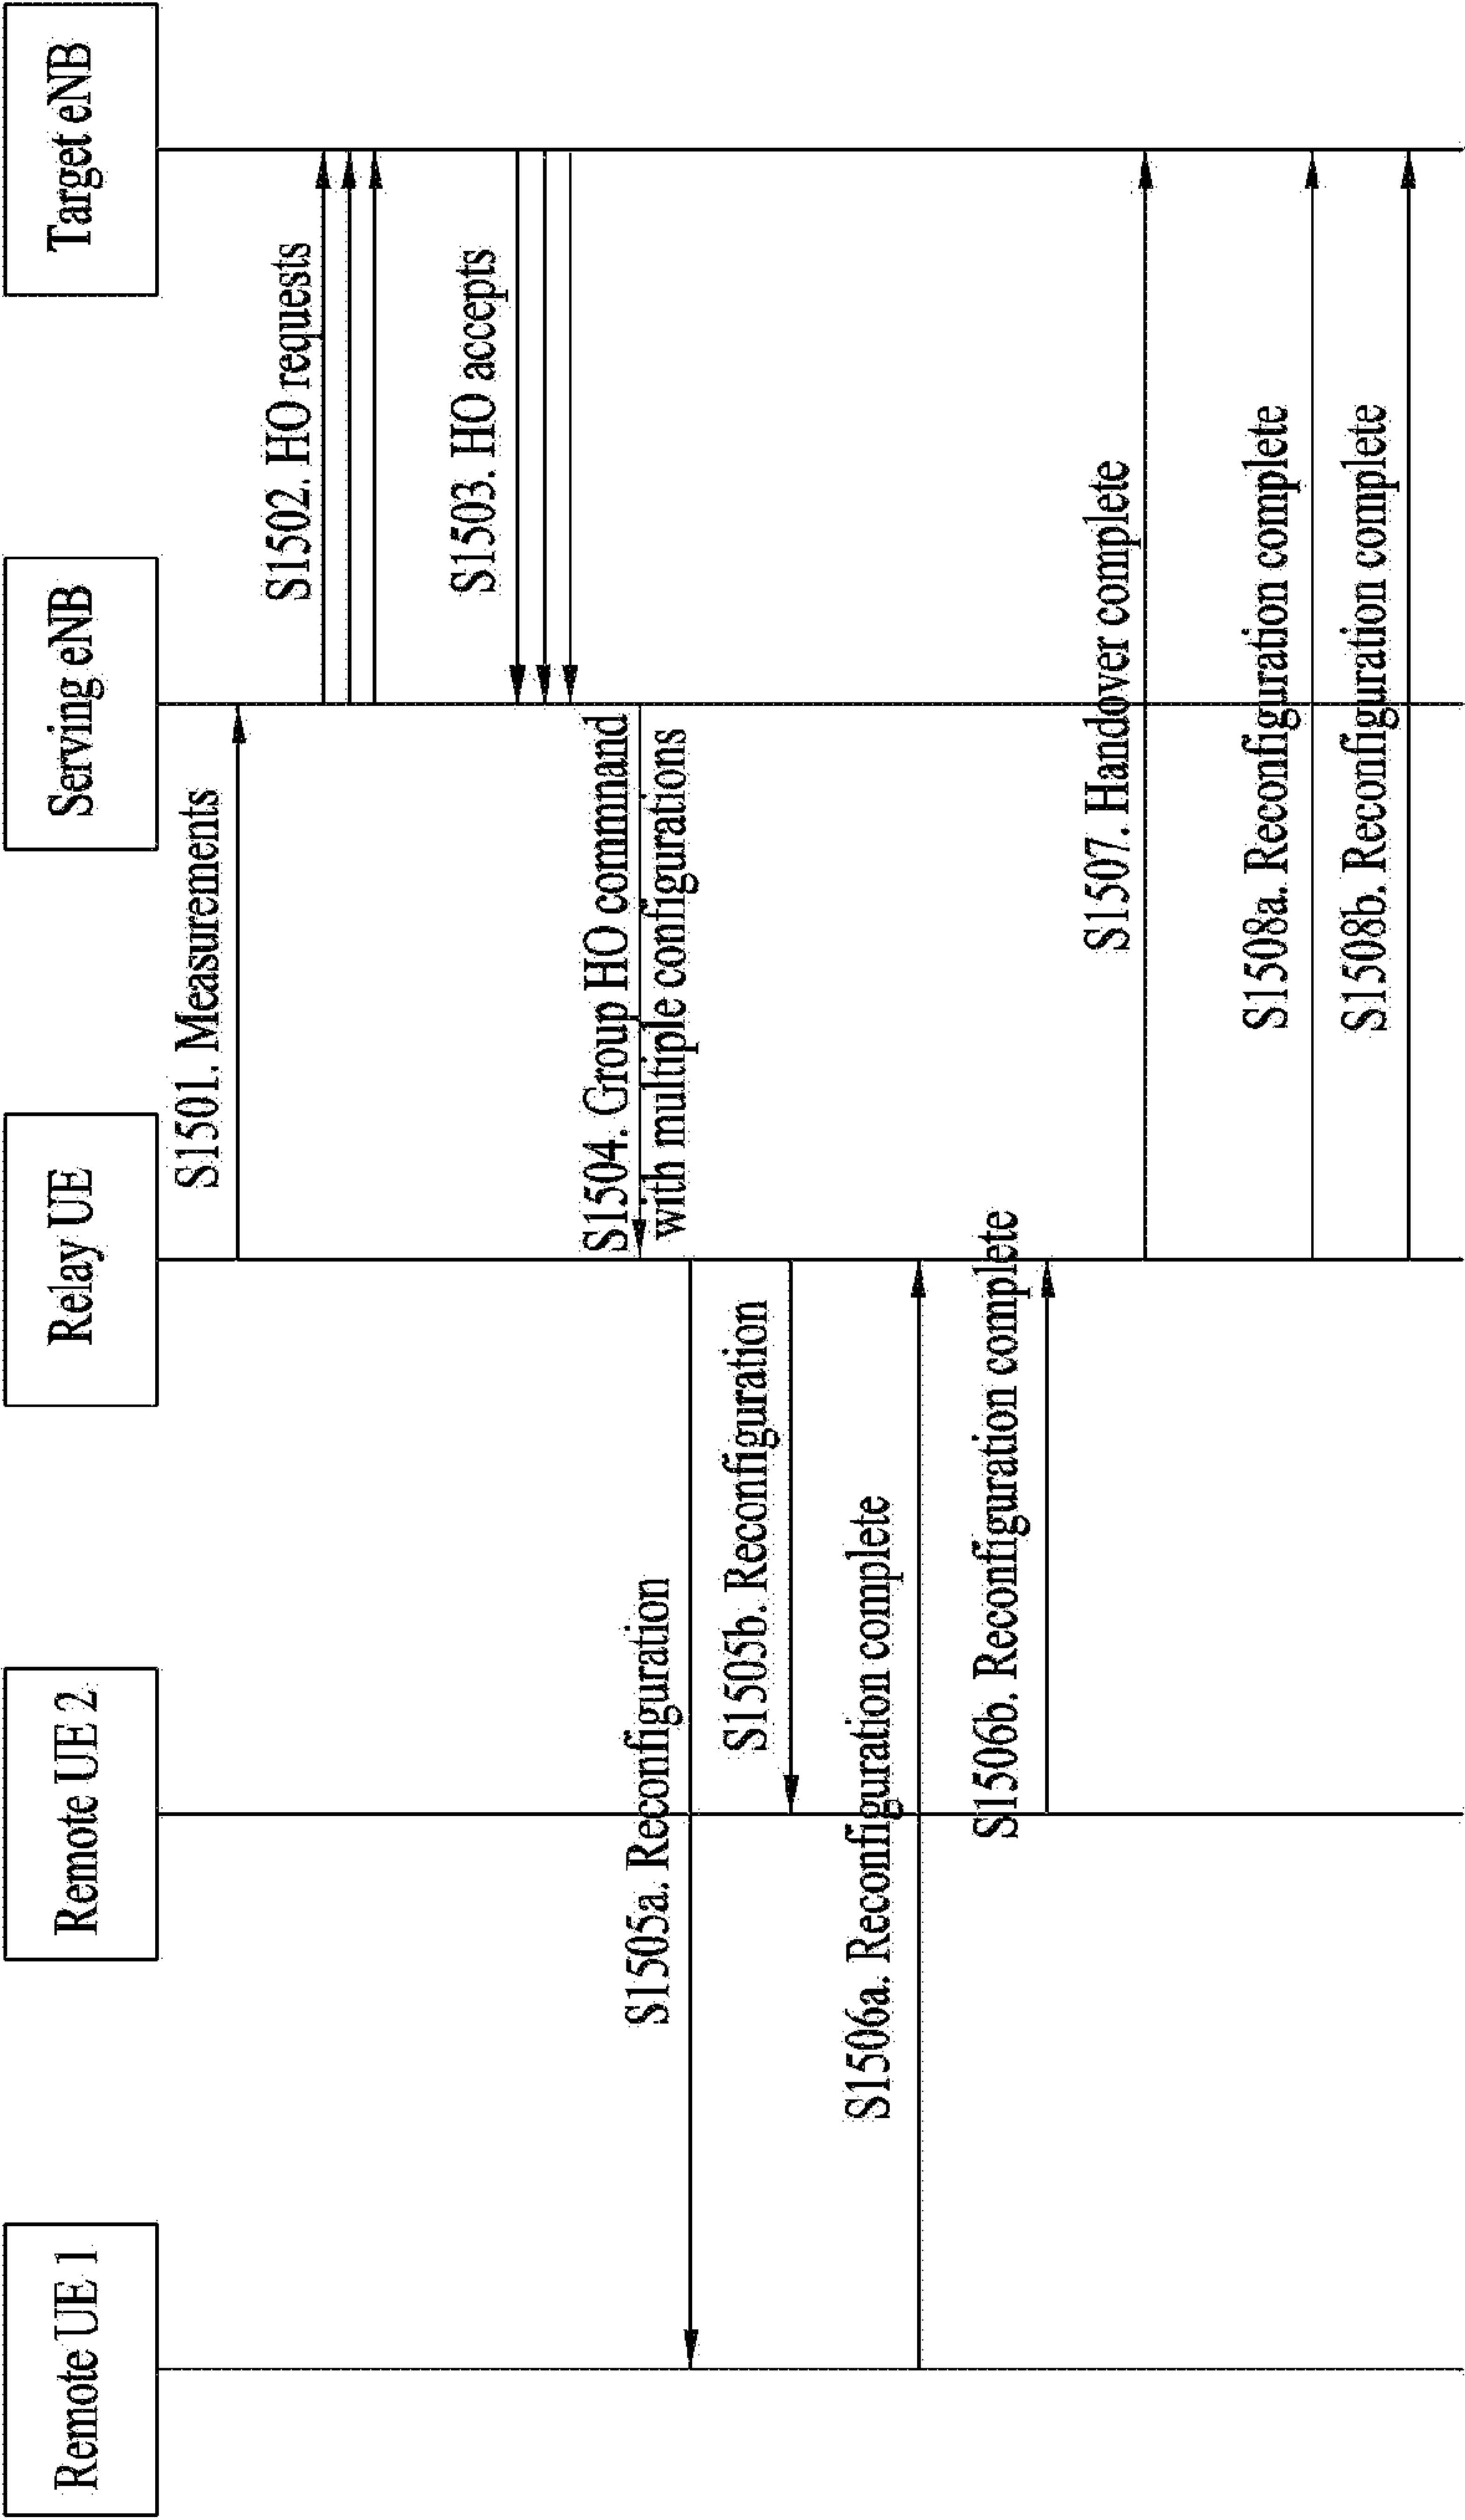 Remote UE 1
Remote UE 2
Relay UE
Serving eNB
Target eNB
S1501. Measurements
S1502. HO requests
S1503. HO accepts
S1504. Group HO command
with multiple configurations
S1505a. Reconfiguration
S1505b. Reconfiguration
S1506a. Reconfiguration complete
S1506b. Reconfiguration complete
S1507. Handover complete
S1508a. Reconfiguration complete
S1508b. Reconfiguration complete